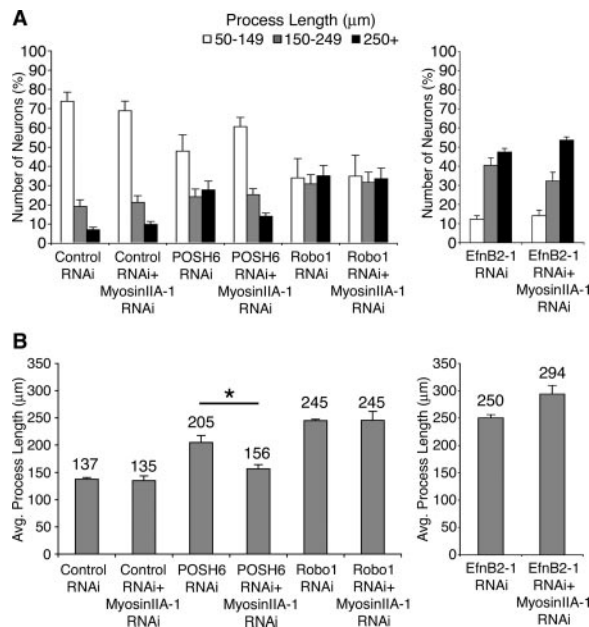 A
Process Length (µm)
50-149 150-249 250+
Number of Neurons (%)
100
90
80
70
60
50
40
30
20
10
0
Control RNAi
Control RNAi+ MyosinIIA-1 RNAi
POSH6 RNAi
POSH6 RNAi+ MyosinIIA-1 RNAi
Robo1 RNAi
Robo1 RNAi+ MyosinIIA-1 RNAi
Number of Neurons (%)
100
90
80
70
60
50
40
30
20
10
0
EfnB2-1 RNAi
EfnB2-1 RNAi+ MyosinIIA-1 RNAi
B
Avg. Process Length (µm)
350
300
250
200
150
100
50
0
137
135
205
*
156
245
245
Control RNAi
Control RNAi+ MyosinIIA-1 RNAi
POSH6 RNAi
POSH6 RNAi+ MyosinIIA-1 RNAi
Robo1 RNAi
Robo1 RNAi+ MyosinIIA-1 RNAi
Avg. Process Length (µm)
350
300
250
200
150
100
50
0
250
294
EfnB2-1 RNAi
EfnB2-1 RNAi+ MyosinIIA-1 RNAi